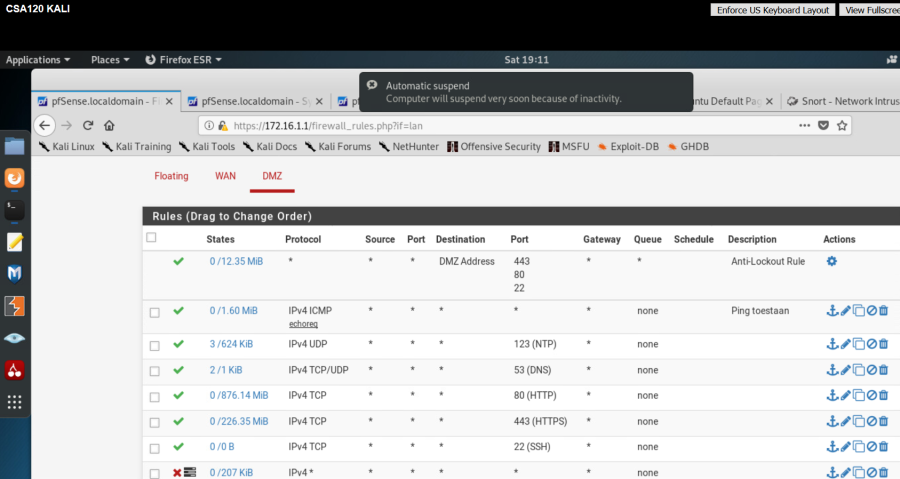 CSA120 KALI
Enforce US Keyboard Layout
View Fullscree
Applications
Places
Firefox ESR
Sat 19:11
Automatic suspend
Computer will suspend very soon because of inactivity.
pfSense.localdomain - Fi
pfSense.localdomain - Sy
pf
ntu Default Pag
Snort - Network Intrus
https://172.16.1.1/firewall_rules.php?if=lan
Kali Linux
Kali Training
Kali Tools
Kali Docs
Kali Forums
NetHunter
Offensive Security
MSFU
Exploit-DB
GHDB
Floating WAN DMZ
Rules (Drag to Change Order)
States Protocol Source Port Destination Port Gateway Queue Schedule Description Actions
0 /12.35 MiB * * * DMZ Address 443 * * Anti-Lockout Rule
80
22
0 /1.60 MiB IPv4 ICMP * * * * * none Ping toestaan
echoreq
3 /624 KiB IPv4 UDP * * * 123 (NTP) * none
2 /1 KiB IPv4 TCP/UDP * * * 53 (DNS) * none
0 /876.14 MiB IPv4 TCP * * * 80 (HTTP) * none
0 /226.35 MiB IPv4 TCP * * * 443 (HTTPS) * none
0 /0 B IPv4 TCP * * * 22 (SSH) * none
0 /207 KiB IPv4 * * * * * * none